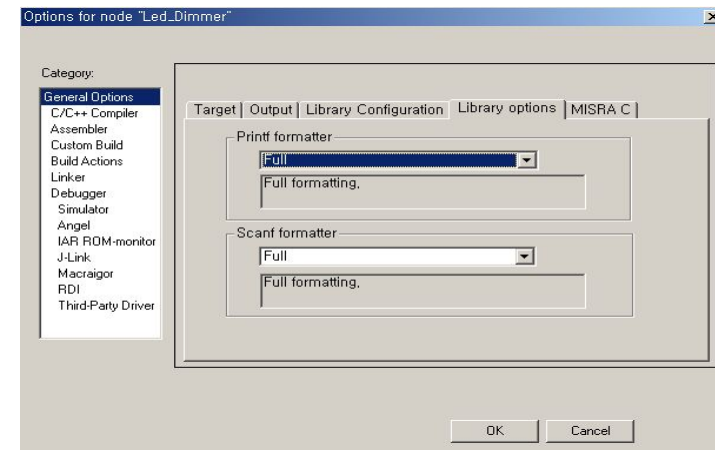 Options for node "Led_Dimmer"
Category:
General Options
C/C++ Compiler
Assembler
Custom Build
Build Actions
Linker
Debugger
Simulator
Angel
IAR ROM-monitor
J-Link
Macraigor
RDI
Third-Party Driver
Target Output Library Configuration Library options MISRA C
Printf formatter
Full
Full formatting,
Scanf formatter
Full
Full formatting,
OK Cancel